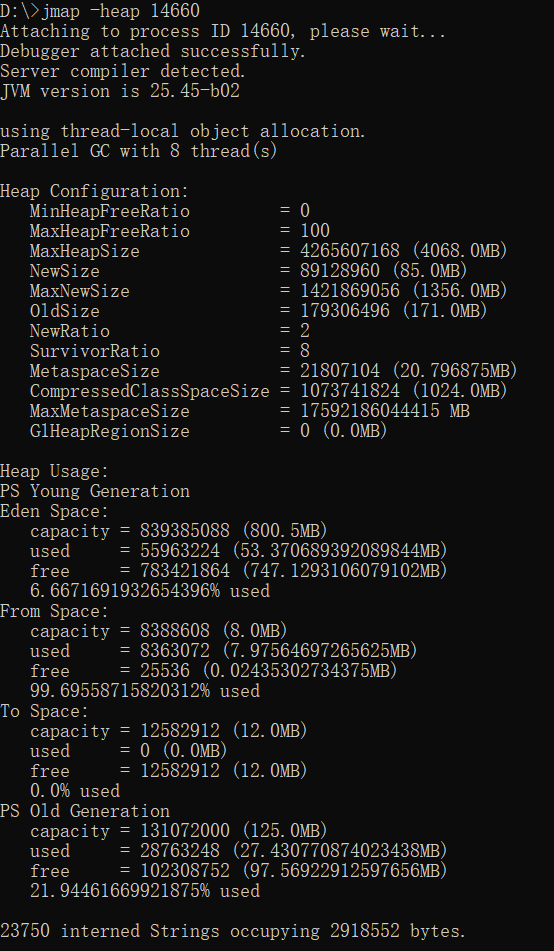 D:\>jmap -heap 14660
Attaching to process ID 14660, please wait...
Debugger attached successfully.
Server compiler detected.
JVM version is 25.45-b02
using thread-local object allocation.
Parallel GC with 8 thread(s)
Heap Configuration:
MinHeapFreeRatio = 0
MaxHeapFreeRatio = 100
MaxHeapSize = 4265607168 (4068.0MB)
NewSize = 89128960 (85.0MB)
MaxNewSize = 1421869056 (1356.0MB)
OldSize = 179306496 (171.0MB)
NewRatio = 2
SurvivorRatio = 8
MetaspaceSize = 21807104 (20.796875MB)
CompressedClassSpaceSize = 1073741824 (1024.0MB)
MaxMetaspaceSize = 17592186044415 MB
G1HeapRegionSize = 0 (0.0MB)
Heap Usage:
PS Young Generation
Eden Space:
capacity = 839385088 (800.5MB)
used = 55963224 (53.370689392089844MB)
free = 783421864 (747.1293106079102MB)
6.6671691932654396% used
From Space:
capacity = 8388608 (8.0MB)
used = 8363072 (7.97564697265625MB)
free = 25536 (0.02435302734375MB)
99.69558715820312% used
To Space:
capacity = 12582912 (12.0MB)
used = 0 (0.0MB)
free = 12582912 (12.0MB)
0.0% used
PS Old Generation
capacity = 131072000 (125.0MB)
used = 28763248 (27.430770874023438MB)
free = 102308752 (97.56922912597656MB)
21.94461669921875% used
23750 interned Strings occupying 2918552 bytes.